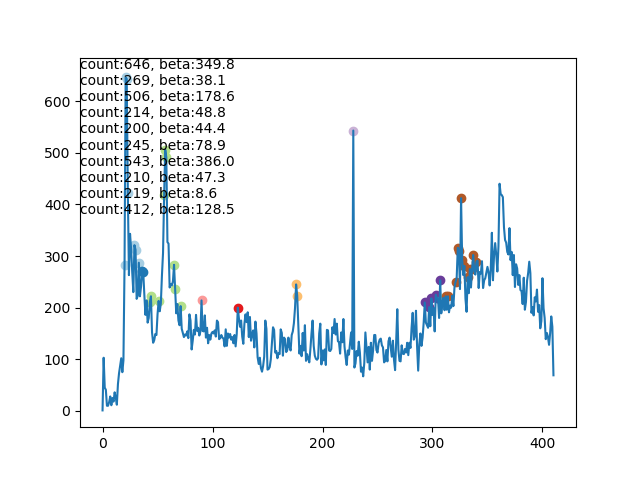 count:646, beta:349.8
count:269, beta:38.1
count:506, beta:178.6
count:214, beta:48.8
count:200, beta:44.4
count:245, beta:78.9
count:543, beta:386.0
count:210, beta:47.3
count:219, beta:8.6
count:412, beta:128.5
600
500
400
300
200
100
0
0 100 200 300 400